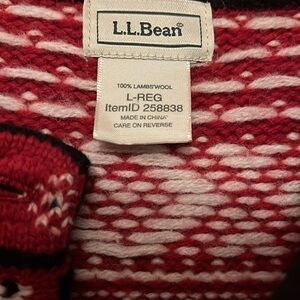 L.L.Bean®
100% LAMBSWOOL
L-REG
ItemID 258838
MADE IN CHINA
CARE ON REVERSE